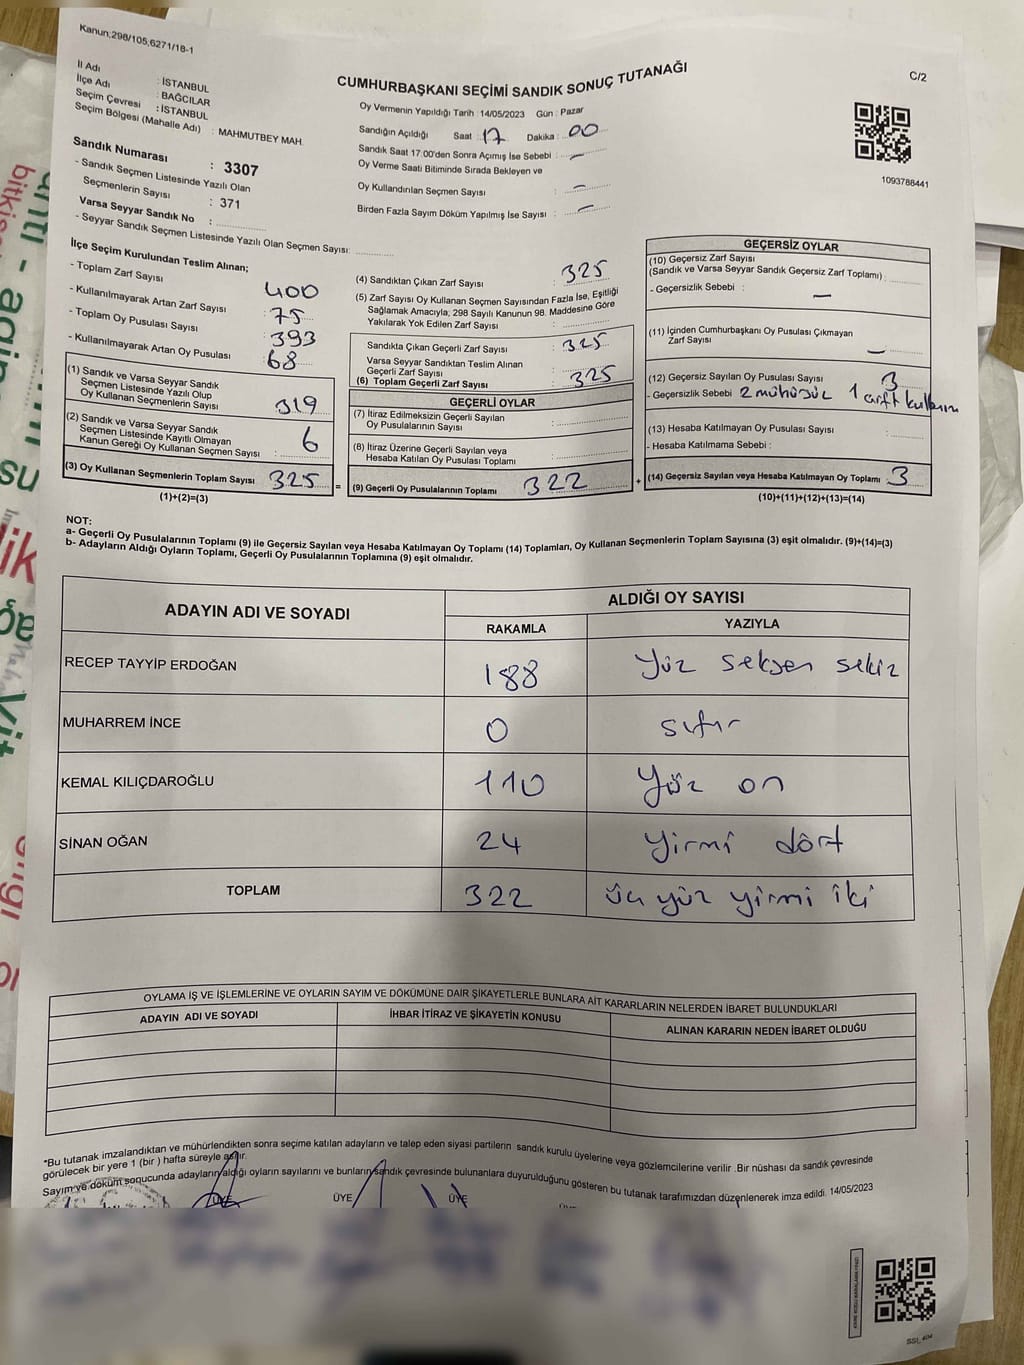 Kanun;298/105,6271/18-1
C/2
CUMHURBAŞKANI SEÇİMİ SANDIK SONUÇ TUTANAĞI
İl Adı : İSTANBUL
İlçe Adı : BAĞCILAR
Seçim Çevresi : İSTANBUL
Seçim Bölgesi (Mahalle Adı) : MAHMUTBEY MAH.
Sandık Numarası : 3307
- Sandık Seçmen Listesinde Yazılı Olan
Seçmenlerin Sayısı : 371
Varsa Seyyar Sandık No :
- Seyyar Sandık Seçmen Listesinde Yazılı Olan Seçmen Sayısı:
Oy Vermenin Yapıldığı Tarih : 14/05/2023 Gün : Pazar
Sandığın Açıldığı Saat : 17 Dakika : 00
Sandık Saat 17.00'den Sonra Açımış İse Sebebi : —
Oy Verme Saati Bitiminde Sırada Bekleyen ve
Oy Kullandırılan Seçmen Sayısı : —
Birden Fazla Sayım Döküm Yapılmış İse Sayısı : —
1093788441
İlçe Seçim Kurulundan Teslim Alınan;
- Toplam Zarf Sayısı : 400
- Kullanılmayarak Artan Zarf Sayısı : 75
- Toplam Oy Pusulası Sayısı : 393
- Kullanılmayarak Artan Oy Pusulası : 68
(1) Sandık ve Varsa Seyyar Sandık
Seçmen Listesinde Yazılı Olup
Oy Kullanan Seçmenlerin Sayısı : 319
(2) Sandık ve Varsa Seyyar Sandık
Seçmen Listesinde Kayıtlı Olmayan
Kanun Gereği Oy Kullanan Seçmen Sayısı : 6
(3) Oy Kullanan Seçmenlerin Toplam Sayısı 325
(1)+(2)=(3)
=
(4) Sandıktan Çıkan Zarf Sayısı : 325
(5) Zarf Sayısı Oy Kullanan Seçmen Sayısından Fazla İse, Eşitliği
Sağlamak Amacıyla; 298 Sayılı Kanunun 98. Maddesine Göre
Yakılarak Yok Edilen Zarf Sayısı :
Sandıkta Çıkan Geçerli Zarf Sayısı : 325
Varsa Seyyar Sandıktan Teslim Alınan
Geçerli Zarf Sayısı :
(6) Toplam Geçerli Zarf Sayısı : 325
GEÇERLİ OYLAR
(7) İtiraz Edilmeksizin Geçerli Sayılan
Oy Pusulalarının Sayısı :
(8) İtiraz Üzerine Geçerli Sayılan veya
Hesaba Katılan Oy Pusulası Toplamı :
(9) Geçerli Oy Pusulalarının Toplamı 322
+
GEÇERSİZ OYLAR
(10) Geçersiz Zarf Sayısı
(Sandık ve Varsa Seyyar Sandık Geçersiz Zarf Toplamı) :
- Geçersizlik Sebebi : —
(11) İçinden Cumhurbaşkanı Oy Pusulası Çıkmayan
Zarf Sayısı : —
(12) Geçersiz Sayılan Oy Pusulası Sayısı : 3
- Geçersizlik Sebebi 2 mühüsüz 1 çift kullanım
(13) Hesaba Katılmayan Oy Pusulası Sayısı :
- Hesaba Katılmama Sebebi :
(14) Geçersiz Sayılan veya Hesaba Katılmayan Oy Toplamı 3
(10)+(11)+(12)+(13)=(14)
NOT:
a- Geçerli Oy Pusulalarının Toplamı (9) ile Geçersiz Sayılan veya Hesaba Katılmayan Oy Toplamı (14) Toplamları, Oy Kullanan Seçmenlerin Toplam Sayısına (3) eşit olmalıdır. (9)+(14)=(3)
b- Adayların Aldığı Oyların Toplamı, Geçerli Oy Pusulalarının Toplamına (9) eşit olmalıdır.
ADAYIN ADI VE SOYADI
ALDIĞI OY SAYISI
RAKAMLA YAZIYLA
RECEP TAYYİP ERDOĞAN 188 Yüz seksen sekiz
MUHARREM İNCE 0 sıfır
KEMAL KILIÇDAROĞLU 110 Yüz on
SİNAN OĞAN 24 Yirmi dört
TOPLAM 322 üç yüz yirmi iki
OYLAMA İŞ VE İŞLEMLERİNE VE OYLARIN SAYIM VE DÖKÜMÜNE DAİR ŞİKAYETLERLE BUNLARA AİT KARARLARIN NELERDEN İBARET BULUNDUKLARI
ADAYIN ADI VE SOYADI İHBAR İTİRAZ VE ŞİKAYETİN KONUSU ALINAN KARARIN NEDEN İBARET OLDUĞU
*Bu tutanak imzalandıktan ve mühürlendikten sonra seçime katılan adayların ve talep eden siyasi partilerin sandık kurulu üyelerine veya gözlemcilerine verilir .Bir nüshası da sandık çevresinde
görülecek bir yere 1 (bir ) hafta süreyle asılır.
Sayım ve döküm sonucunda adayların aldığı oyların sayılarını ve bunların sandık çevresinde bulunanlara duyurulduğunu gösteren bu tutanak tarafımızdan düzenlenerek imza edildi. 14/05/2023
ÜYE ÜYE ÜYE